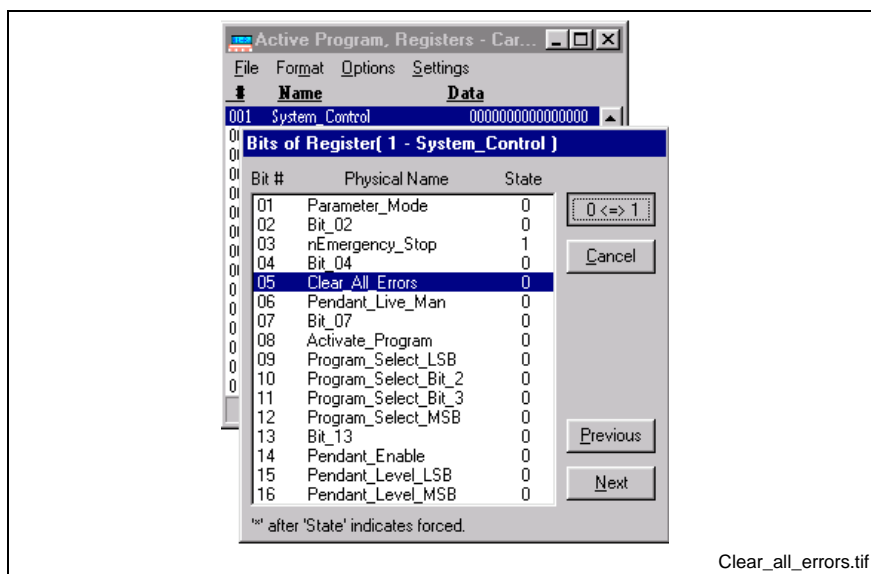 Active Program, Registers - Car...
File Format Options Settings
# Name Data
001 System_Control 0000000000000000
Bits of Register( 1 - System_Control )
Bit # Physical Name State
01 Parameter_Mode 0
02 Bit_02 0
03 nEmergency_Stop 1
04 Bit_04 0
05 Clear_All_Errors 0
06 Pendant_Live_Man 0
07 Bit_07 0
08 Activate_Program 0
09 Program_Select_LSB 0
10 Program_Select_Bit_2 0
11 Program_Select_Bit_3 0
12 Program_Select_MSB 0
13 Bit_13 0
14 Pendant_Enable 0
15 Pendant_Level_LSB 0
16 Pendant_Level_MSB 0
0 <=> 1
Cancel
Previous
Next
'*' after 'State' indicates forced.
Clear_all_errors.tif